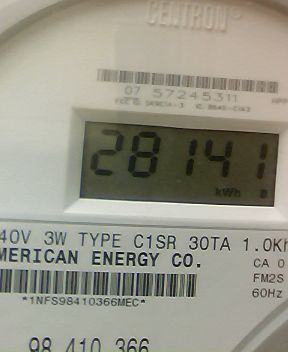 CENTRON®
07 57245311
28141
kWh
40V 3W TYPE C1SR 30TA 1.0Kh
MERICAN ENERGY CO.
CA 0
FM2S
60Hz
*1NFS98410366MEC*
98 410 366